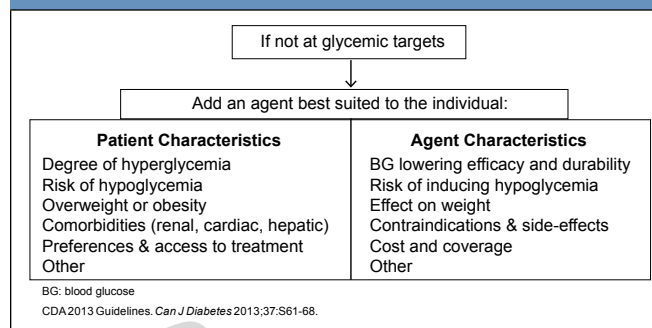 If not at glycemic targets
Add an agent best suited to the individual:
Patient Characteristics
Degree of hyperglycemia
Risk of hypoglycemia
Overweight or obesity
Comorbidities (renal, cardiac, hepatic)
Preferences & access to treatment
Other
Agent Characteristics
BG lowering efficacy and durability
Risk of inducing hypoglycemia
Effect on weight
Contraindications & side-effects
Cost and coverage
Other
BG: blood glucose
CDA 2013 Guidelines. Can J Diabetes 2013;37:S61-68.